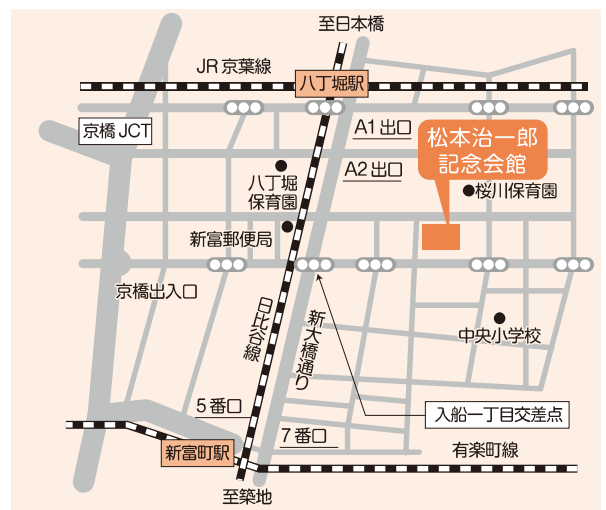 至日本橋
JR京葉線
八丁堀駅
京橋JCT
A1出口
松本治一郎
記念会館
A2出口
八丁堀
保育園
桜川保育園
新富郵便局
京橋出入口
日比谷線
新大橋通り
中央小学校
5番口
入船一丁目交差点
7番口
新富町駅
有楽町線
至築地